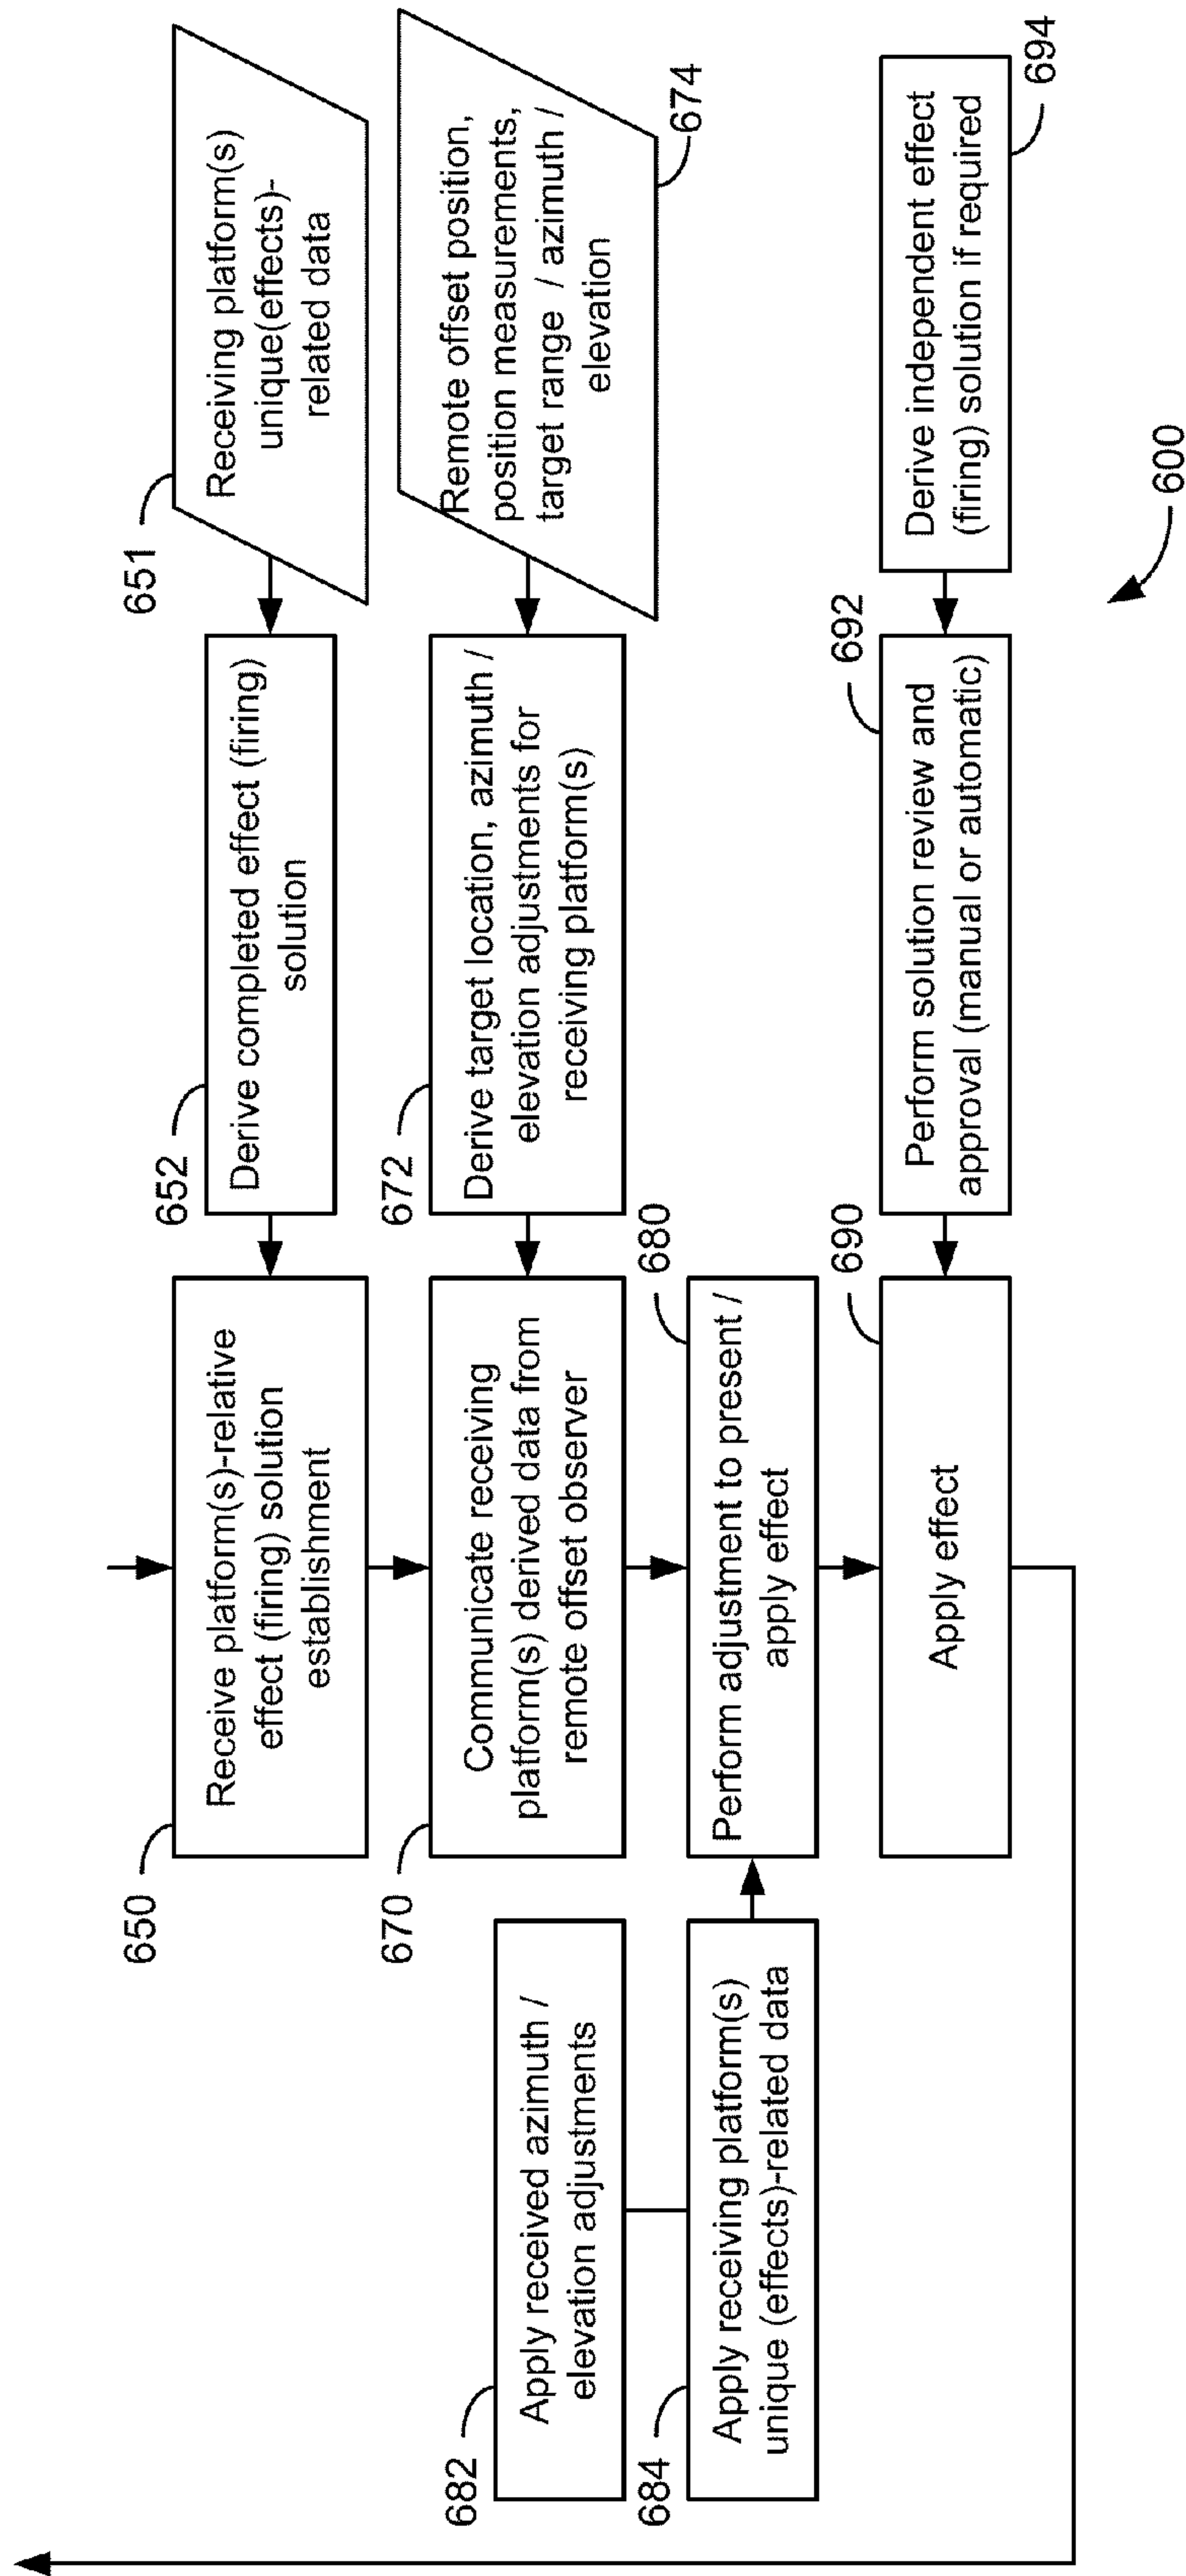 650
Receive platform(s)-relative
effect (firing) solution
establishment
652
Derive completed effect (firing)
solution
651
Receiving platform(s)
unique(effects)-
related data
670
Communicate receiving
platform(s) derived data from
remote offset observer
672
Derive target location, azimuth /
elevation adjustments for
receiving platform(s)
Remote offset position,
position measurements,
target range / azimuth /
elevation
674
682
Apply received azimuth /
elevation adjustments
684
Apply receiving platform(s)
unique (effects)-related data
680
Perform adjustment to present /
apply effect
690
Apply effect
692
Perform solution review and
approval (manual or automatic)
Derive independent effect
(firing) solution if required
694
600